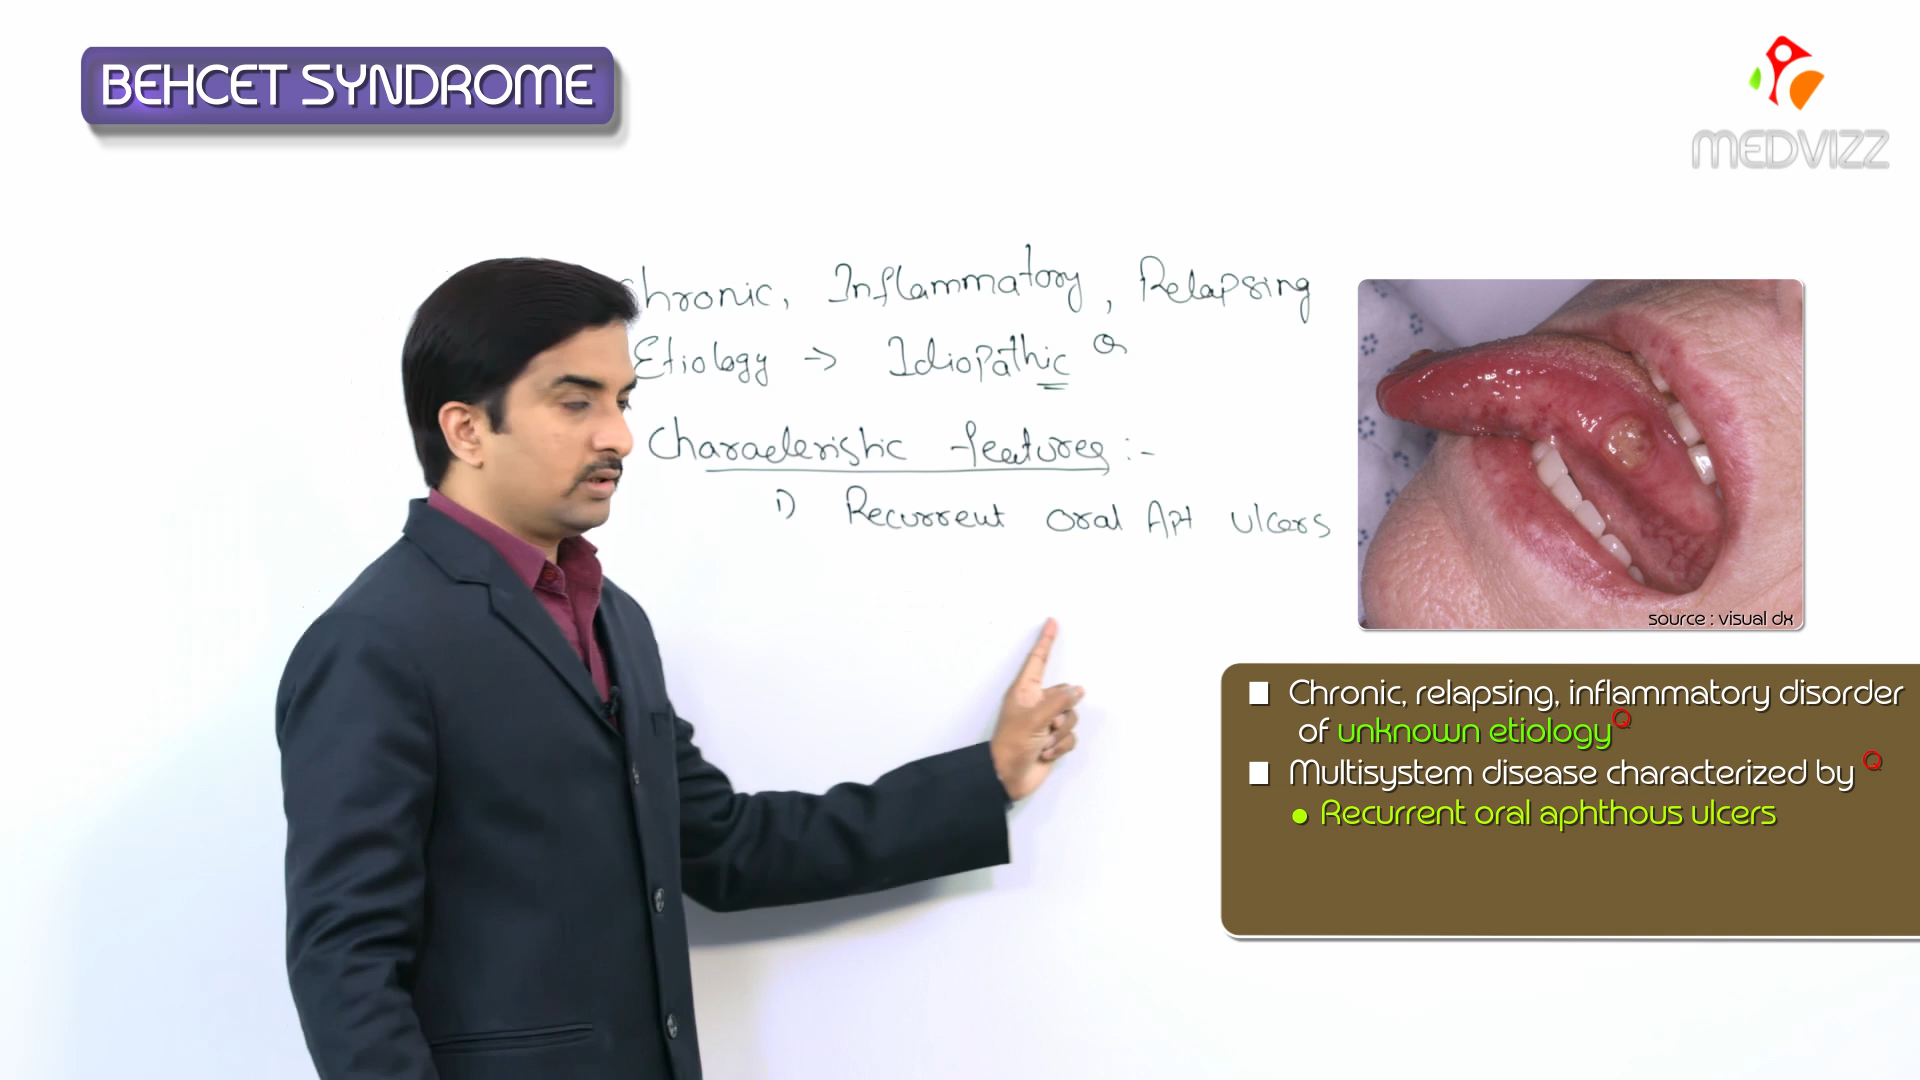 BEHCET SYNDROME
MEDVIZZ
Chronic, Inflammatory, Relapsing
Etiology → Idiopathic Q
Characteristic features :-
1) Recurrent oral Apt ulcers
source : visual dx
■ Chronic, relapsing, inflammatory disorder
of unknown etiology Q
■ Multisystem disease characterized by Q
• Recurrent oral aphthous ulcers